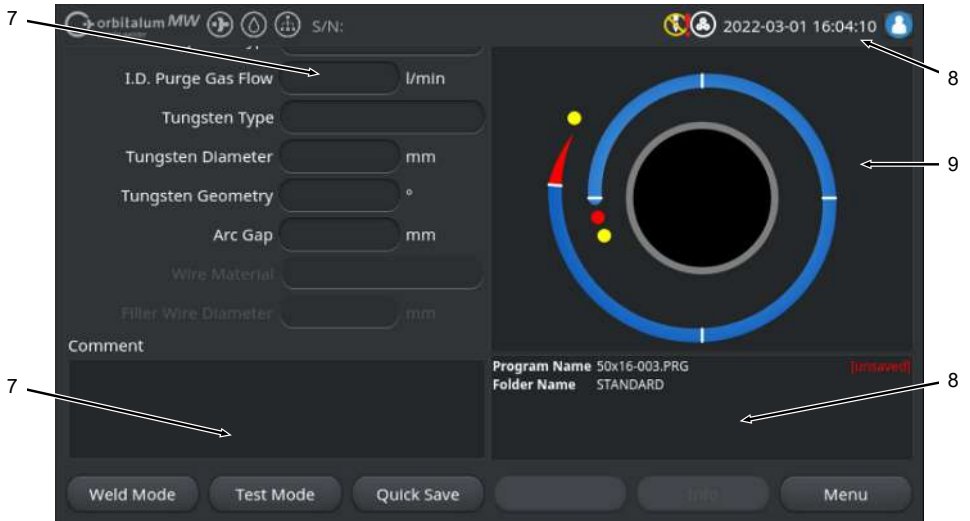 7
orbitalum MW S/N: 2022-03-01 16:04:10
8
I.D. Purge Gas Flow l/min
Tungsten Type
Tungsten Diameter mm
9
Tungsten Geometry °
Arc Gap mm
Wire Material
Filler Wire Diameter mm
Comment
Program Name 50x16-003.PRG [unsaved]
Folder Name STANDARD
7
8
Weld Mode Test Mode Quick Save Info Menu